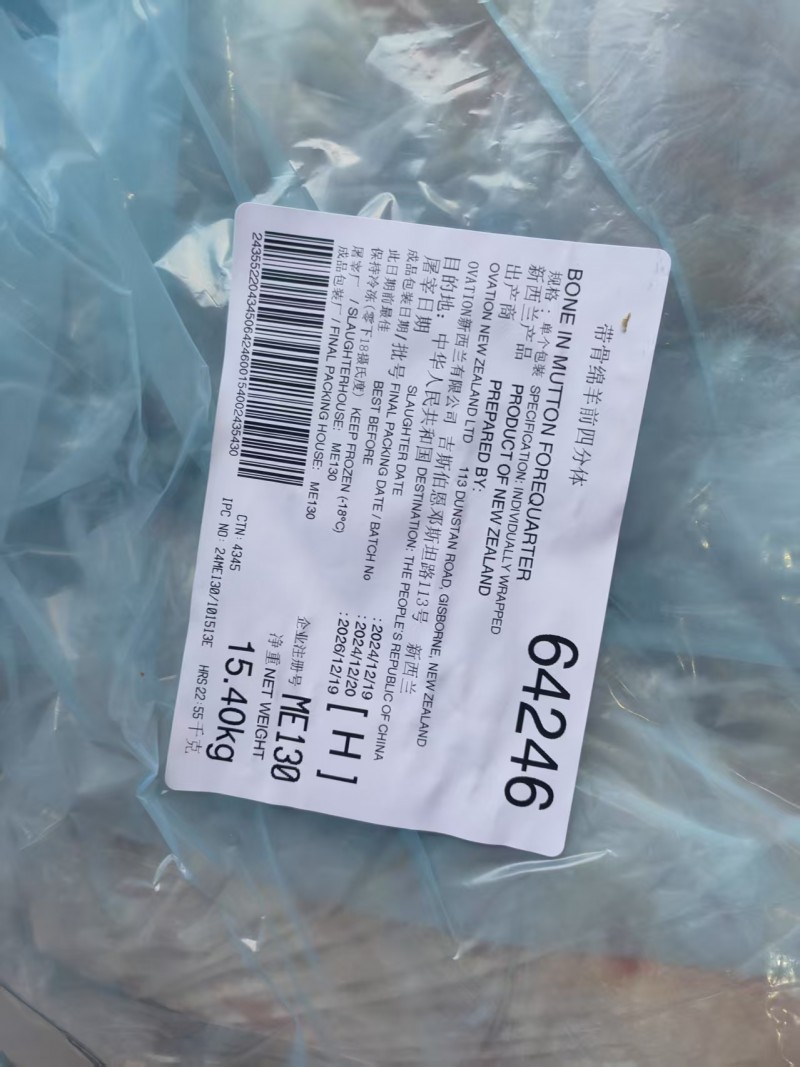 带骨绵羊前四分体
BONE IN MUTTON FOREQUARTER
64246
规格：单个包装 SPECIFICATION: INDIVIDUALLY WRAPPED
新西兰产品 PRODUCT OF NEW ZEALAND
出产商 PREPARED BY:
OVATION NEW ZEALAND LTD 113 DUNSTAN ROAD, GISBORNE, NEW ZEALAND
OVATION新西兰有限公司 吉斯伯恩邓斯坦路113号 新西兰
目的地：中华人民共和国 DESTINATION: THE PEOPLE'S REPUBLIC OF CHINA
屠宰日期 SLAUGHTER DATE :2024/12/19
成品包装日期/批号 FINAL PACKING DATE / BATCH No :2024/12/20
此日期前最佳 BEST BEFORE :2026/12/19
[ H ]
保持冷冻(零下18摄氏度) KEEP FROZEN (-18°C)
屠宰厂 /SLAUGHTERHOUSE: ME130
成品包装厂/FINAL PACKING HOUSE: ME130
企业注册号 ME130
净重 NET WEIGHT
15.40kg
千克
2435522043450642460015400243543​0
CTN: 4345
IPC NO: 24ME130/101513E HRS 22:55